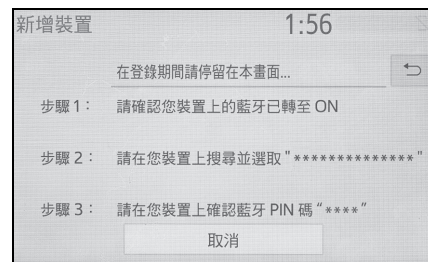 新增裝置
1:56
在登錄期間請停留在本畫面...
步驟 1： 請確認您裝置上的藍牙已轉至 ON
步驟 2： 請在您裝置上搜尋並選取 "**************"
步驟 3： 請在您裝置上確認藍牙 PIN 碼 "****"
取消